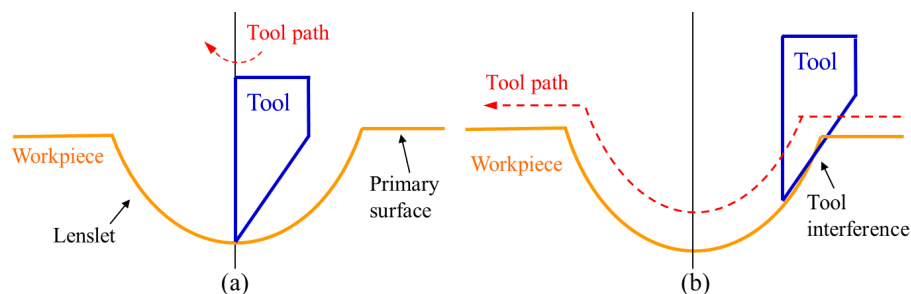 Tool path
Tool
Workpiece
Lenslet
Primary
surface
(a)
Tool
Tool path
Workpiece
Tool
interference
(b)